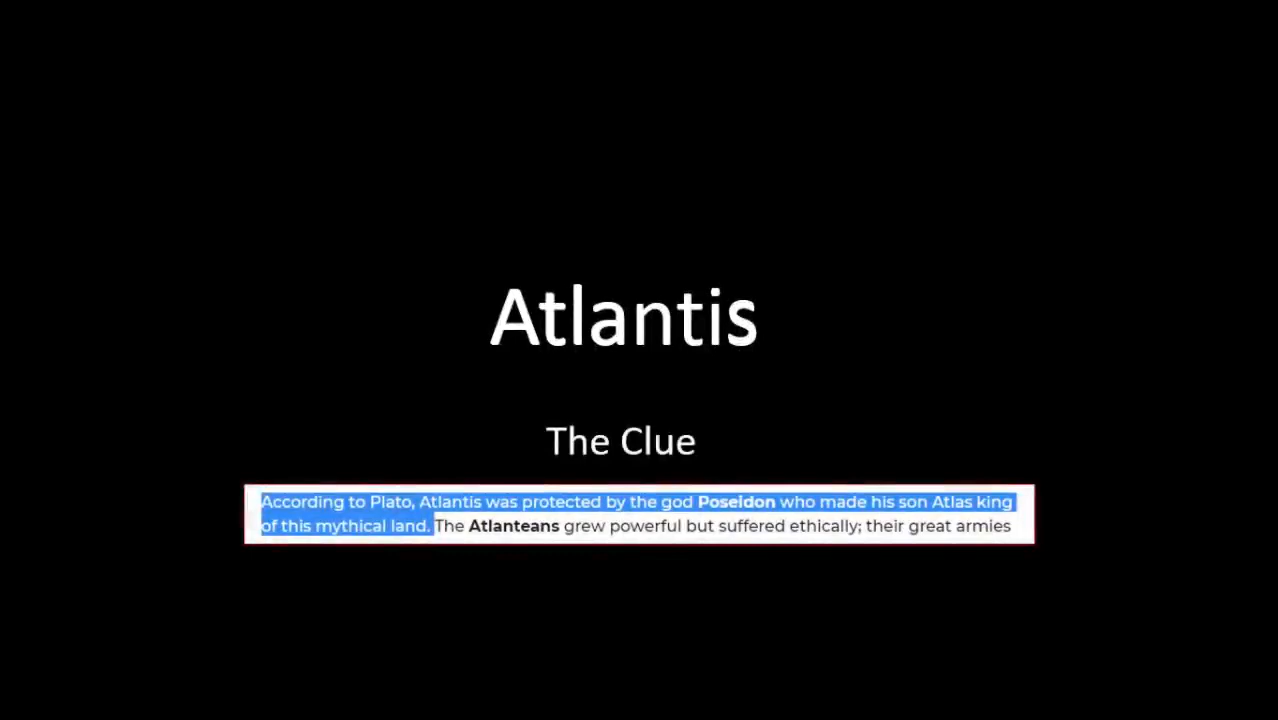 Atlantis
The Clue
According to Plato, Atlantis was protected by the god Poseidon who made his son Atlas king
of this mythical land. The Atlanteans grew powerful but suffered ethically; their great armies